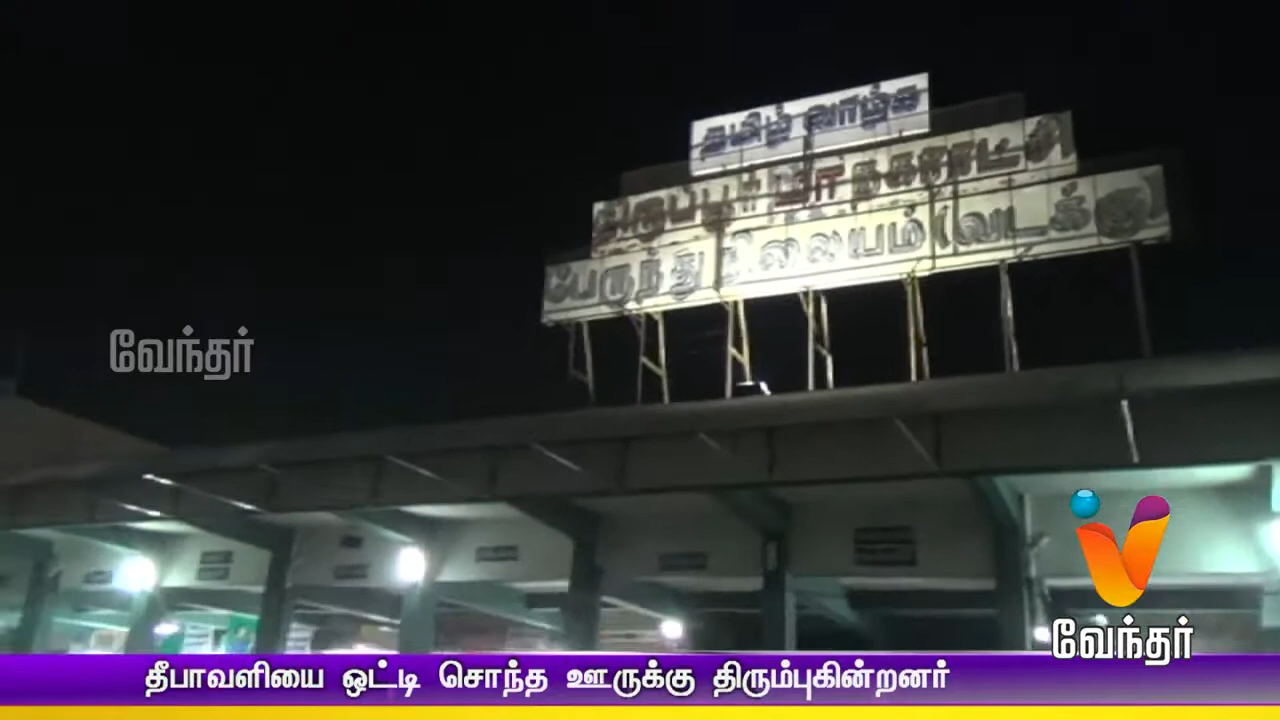 தமிழ் வாழ்க
திருப்பூர் மாநகராட்சி
பேருந்து நிலையம் (வடக்கு)
வேந்தர்
வேந்தர்
தீபாவளியை ஒட்டி சொந்த ஊருக்கு திரும்புகின்றனர்